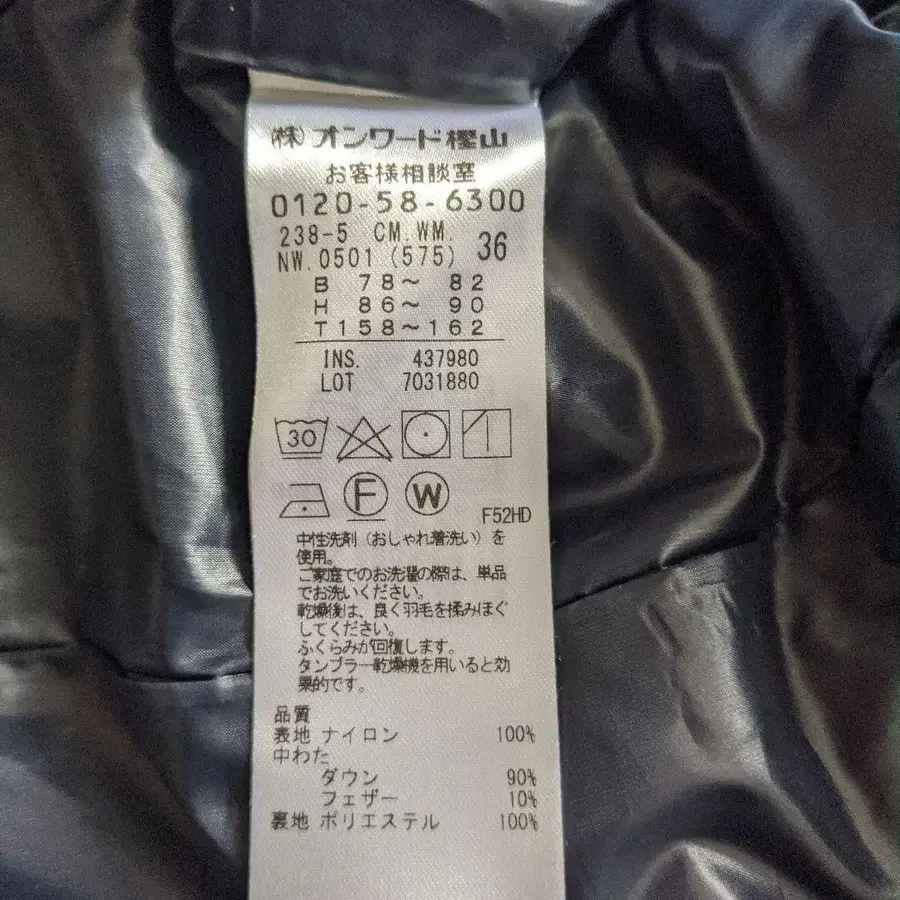 ㈱オンワード樫山
お客様相談室
0120-58-6300
238-5 CM.WM. 36
NW.0501 (575)
B 78～ 82
H 86～ 90
T158～162
INS. 437980
LOT 7031880
30
F W
F52HD
中性洗剤（おしゃれ着洗い）を
使用。
ご家庭でのお洗濯の際は、単品
でお洗いください。
乾燥後は、良く羽毛を揉みほぐ
してください。
ふくらみが回復します。
タンブラー乾燥機を用いると効
果的です。
品質
表地 ナイロン 100%
中わた
ダウン 90%
フェザー 10%
裏地 ポリエステル 100%